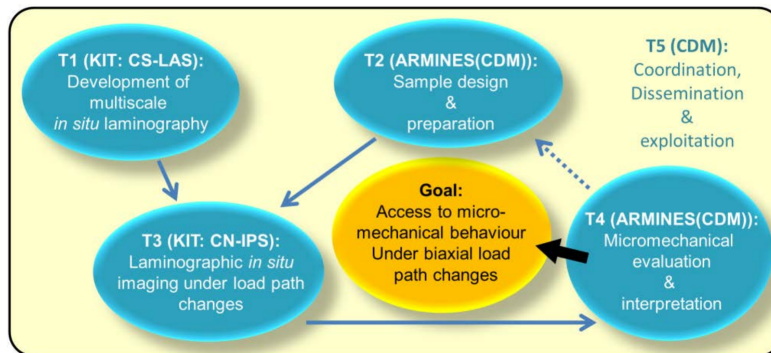 T1 (KIT: CS-LAS):
Development of
multiscale
in situ laminography
T2 (ARMINES(CDM)):
Sample design
&
preparation
T5 (CDM):
Coordination,
Dissemination
&
exploitation
T3 (KIT: CN-IPS):
Laminographic in situ
imaging under load path
changes
Goal:
Access to micro-
mechanical behaviour
Under biaxial load
path changes
T4 (ARMINES(CDM)):
Micromechanical
evaluation
&
interpretation